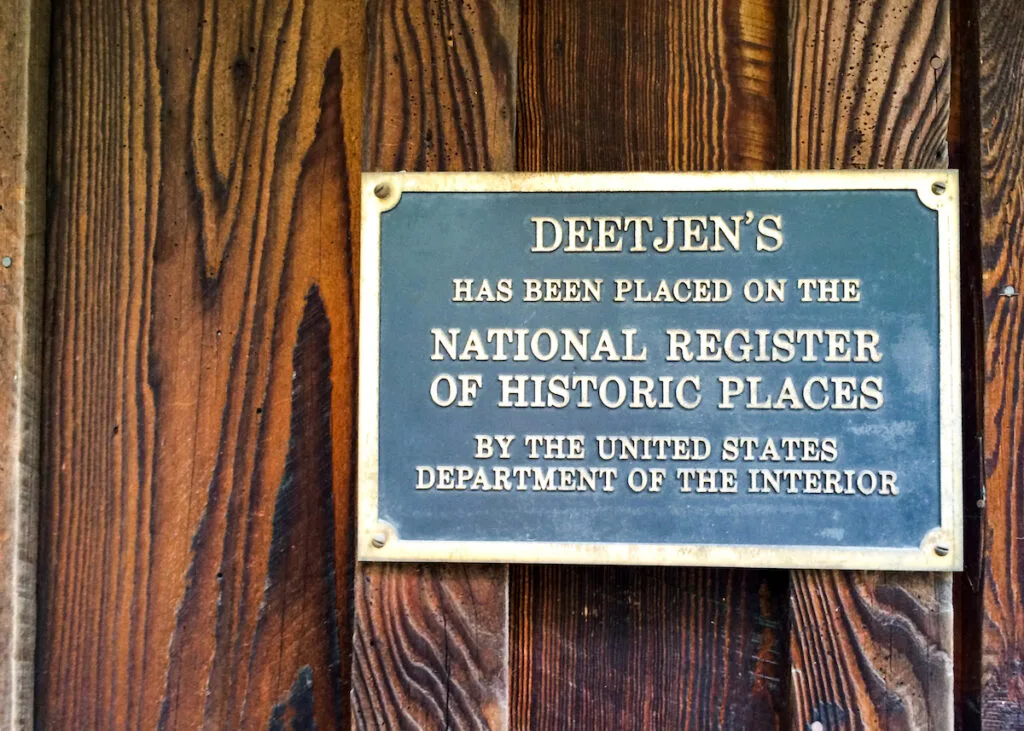 DEETJEN'S
HAS BEEN PLACED ON THE
NATIONAL REGISTER
OF HISTORIC PLACES
BY THE UNITED STATES
DEPARTMENT OF THE INTERIOR